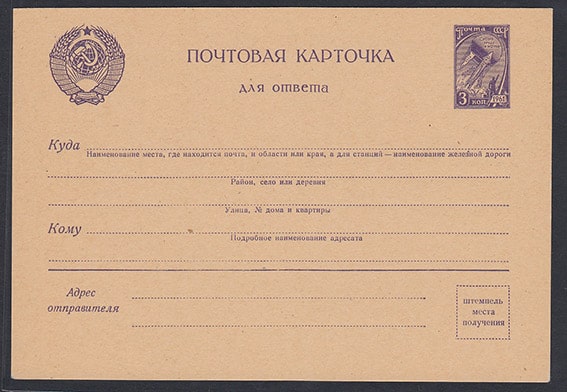 ПОЧТОВАЯ КАРТОЧКА
для ответа
Почта СССР
3 коп. 1961
Куда
Наименование места, где находится почта, и области или края, а для станций — наименование железной дороги
Район, село или деревня
Улица, № дома и квартиры
Кому
Подробное наименование адресата
Адрес
отправителя
штемпель
места
получения